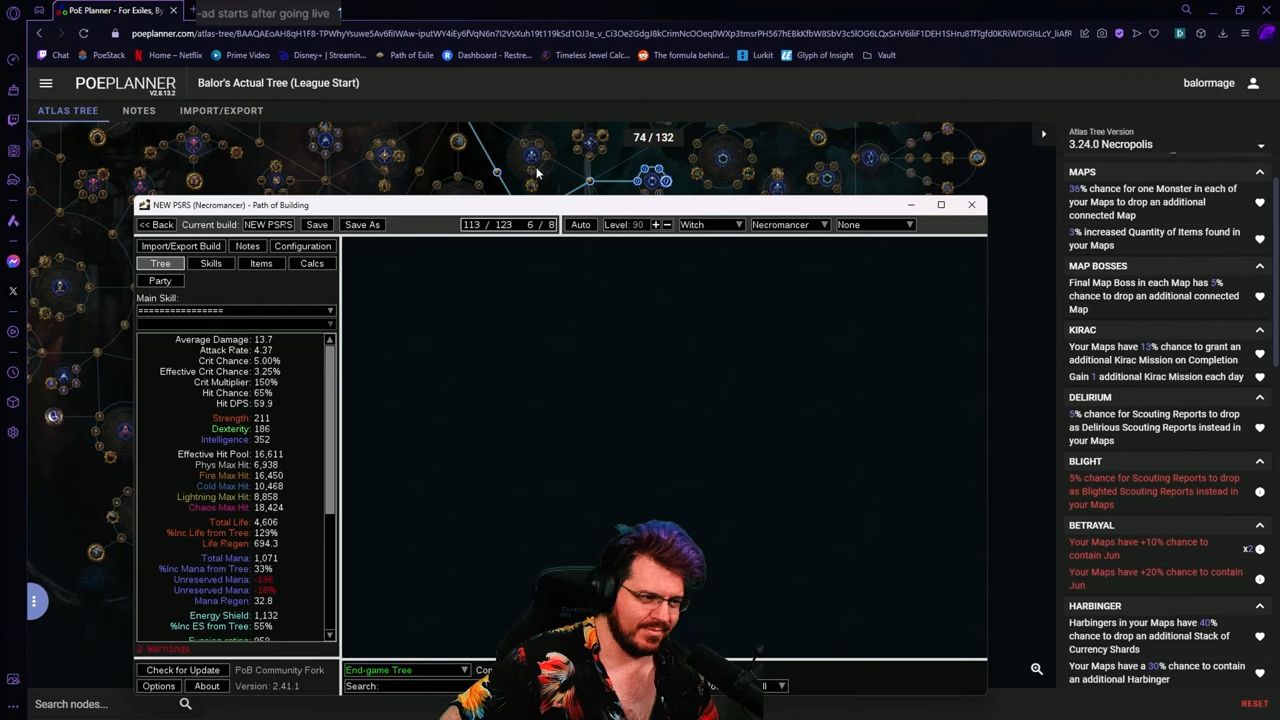 PoE Planner - For Exiles, By
-ad starts after going live
poeplanner.com/atlas-tree/
Chat
PoeStack
Home – Netflix
Prime Video
Disney+ | Streamin...
Path of Exile
Dashboard - Restre...
Timeless Jewel Calc...
The formula behind...
Lurkit
Glyph of Insight
Vault
POEPLANNER
V2.8.13.2
Balor's Actual Tree (League Start)
balormage
ATLAS TREE
NOTES
IMPORT/EXPORT
74 / 132
NEW PSRS (Necromancer) - Path of Building
<< Back
Current build:
NEW PSRS
Save
Save As
113 / 123 6 / 8
Auto
Level: 90
+
-
Witch
Necromancer
None
Import/Export Build
Notes
Configuration
Tree
Skills
Items
Calcs
Party
Main Skill:
================
Average Damage: 13.7
Attack Rate: 4.37
Crit Chance: 5.00%
Effective Crit Chance: 3.25%
Crit Multiplier: 150%
Hit Chance: 65%
Hit DPS: 59.9
Strength: 211
Dexterity: 186
Intelligence: 352
Effective Hit Pool: 16,611
Phys Max Hit: 6,938
Fire Max Hit: 16,450
Cold Max Hit: 10,468
Lightning Max Hit: 8,858
Chaos Max Hit: 18,424
Total Life: 4,606
%Inc Life from Tree: 129%
Life Regen: 694.3
Total Mana: 1,071
%Inc Mana from Tree: 33%
Unreserved Mana: -196
Unreserved Mana: -18%
Mana Regen: 32.8
Energy Shield: 1,132
%Inc ES from Tree: 55%
Evasion rating: 959
2 Warnings
Check for Update
PoB Community Fork
Options
About
Version: 2.41.1
End-game Tree
Search:
Search nodes...
Atlas Tree Version
3.24.0 Necropolis
MAPS
36% chance for one Monster in each of
your Maps to drop an additional
connected Map
3% increased Quantity of Items found in
your Maps
MAP BOSSES
Final Map Boss in each Map has 5%
chance to drop an additional connected
Map
KIRAC
Your Maps have 13% chance to grant an
additional Kirac Mission on Completion
Gain 1 additional Kirac Mission each day
DELIRIUM
5% chance for Scouting Reports to drop
as Delirious Scouting Reports instead in
your Maps
BLIGHT
5% chance for Scouting Reports to drop
as Blighted Scouting Reports instead in
your Maps
BETRAYAL
Your Maps have +10% chance to
contain Jun
x2
Your Maps have +20% chance to contain
Jun
HARBINGER
Harbingers in your Maps have 40%
chance to drop an additional Stack of
Currency Shards
Your Maps have a 30% chance to contain
an additional Harbinger
RESET